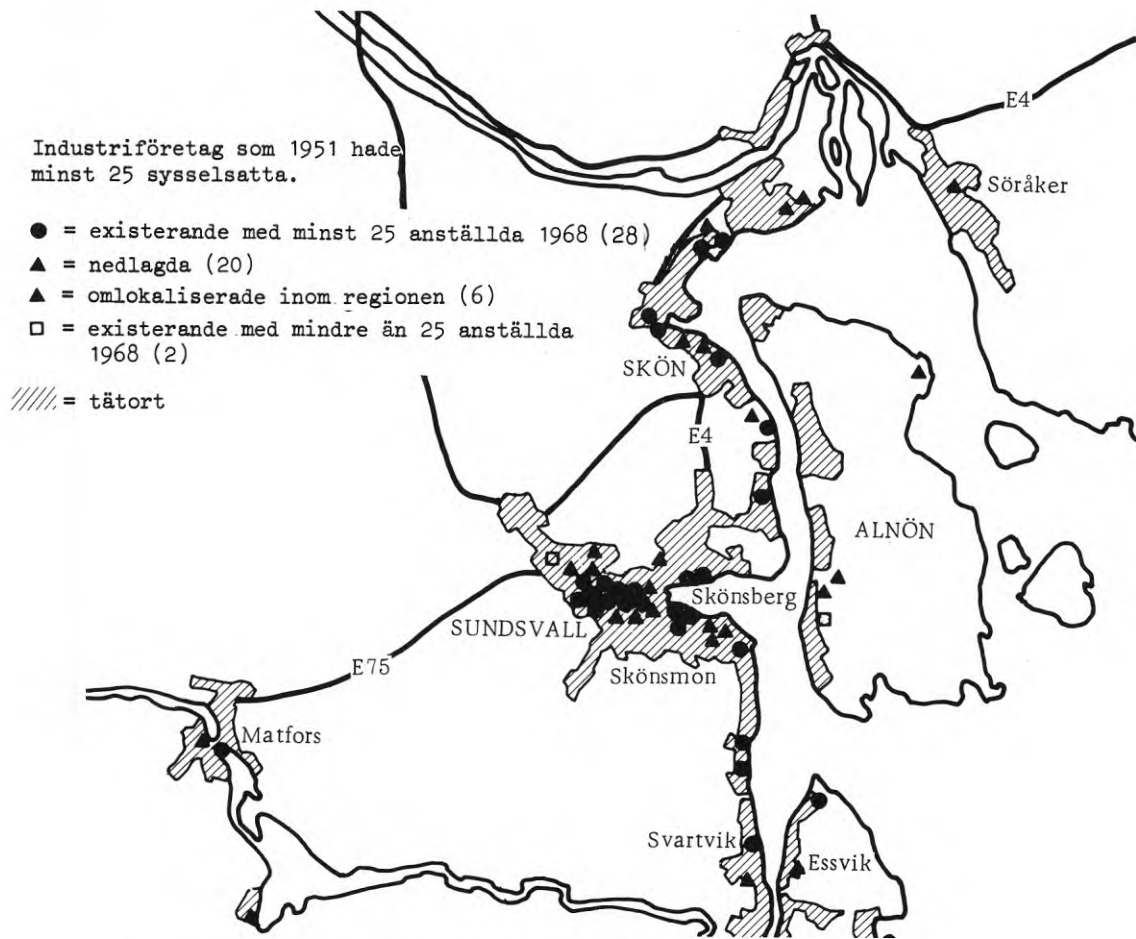 Industriföretag som 1951 hade
minst 25 sysselsatta.
● = existerande med minst 25 anställda 1968 (28)
▲ = nedlagda (20)
▲ = omlokaliserade inom regionen (6)
□ = existerande med mindre än 25 anställda
1968 (2)
= tätort
E4
Söråker
SKÖN
E4
ALNÖN
Skönsberg
SUNDSVALL
E75
Skönsmon
Matfors
Svartvik
Essvik